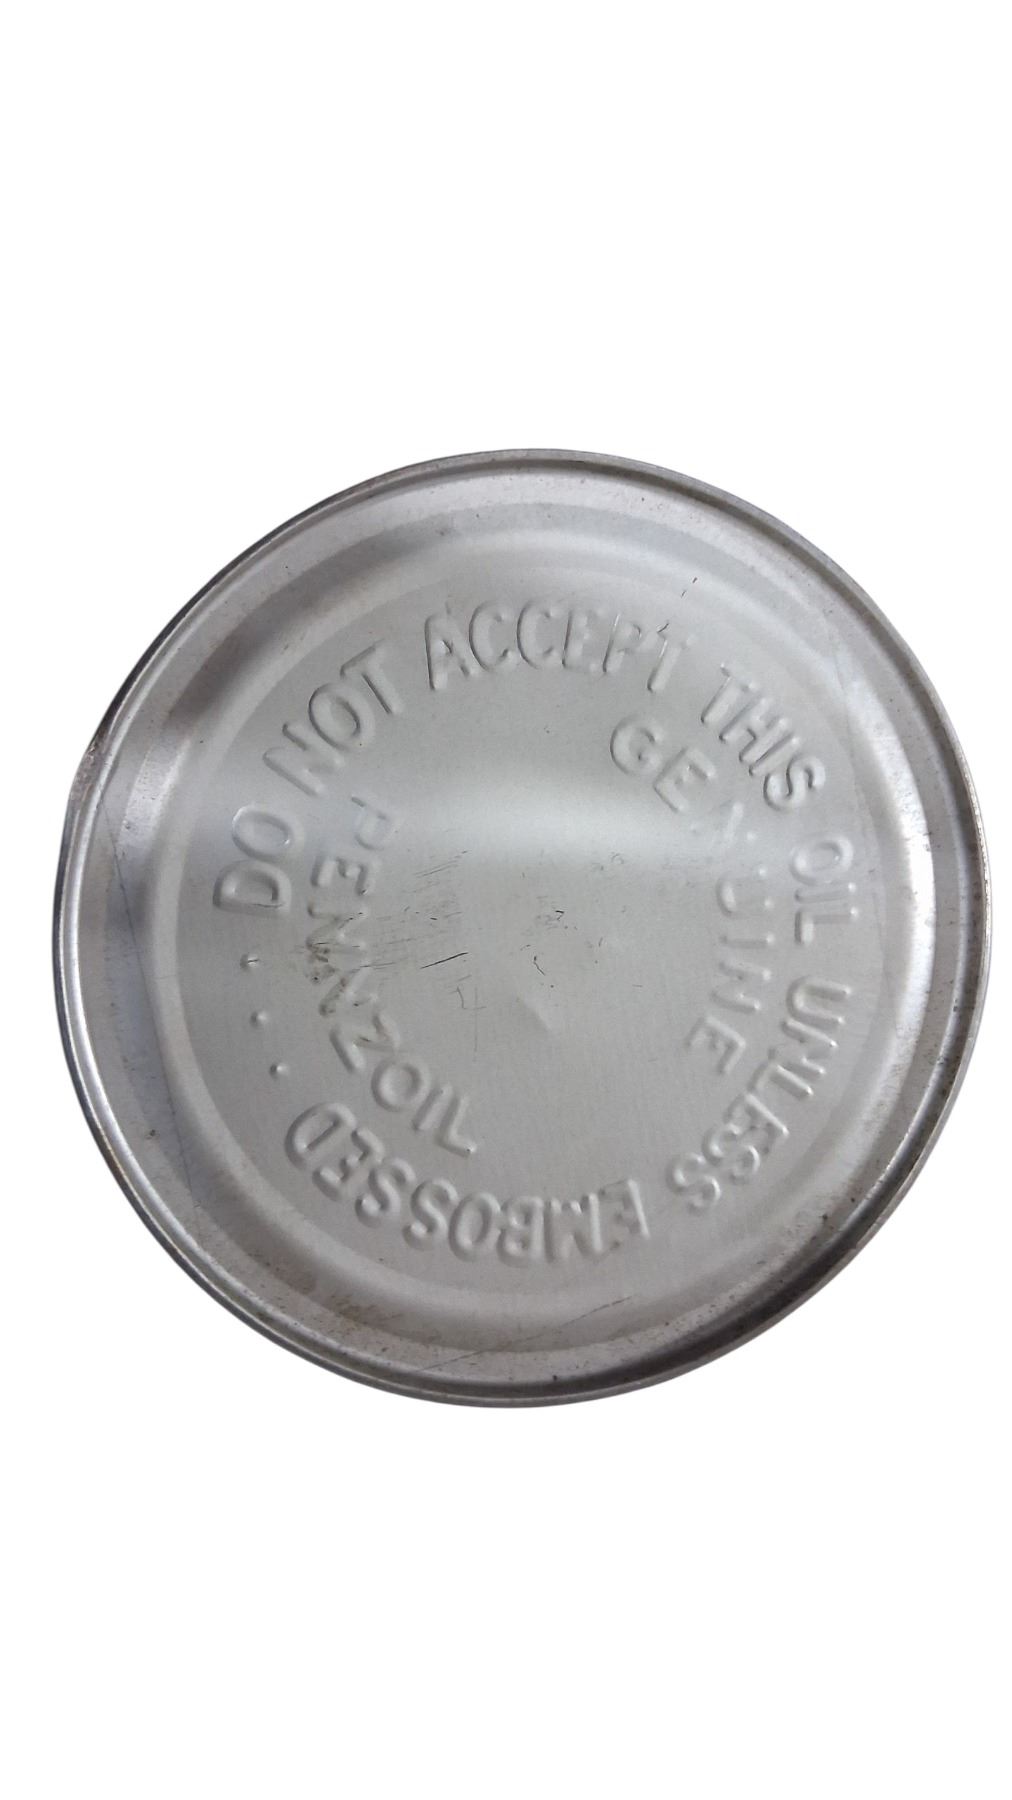 DO NOT ACCEPT THIS OIL UNLESS EMBOSSED ...
GENUINE
PENNZOIL